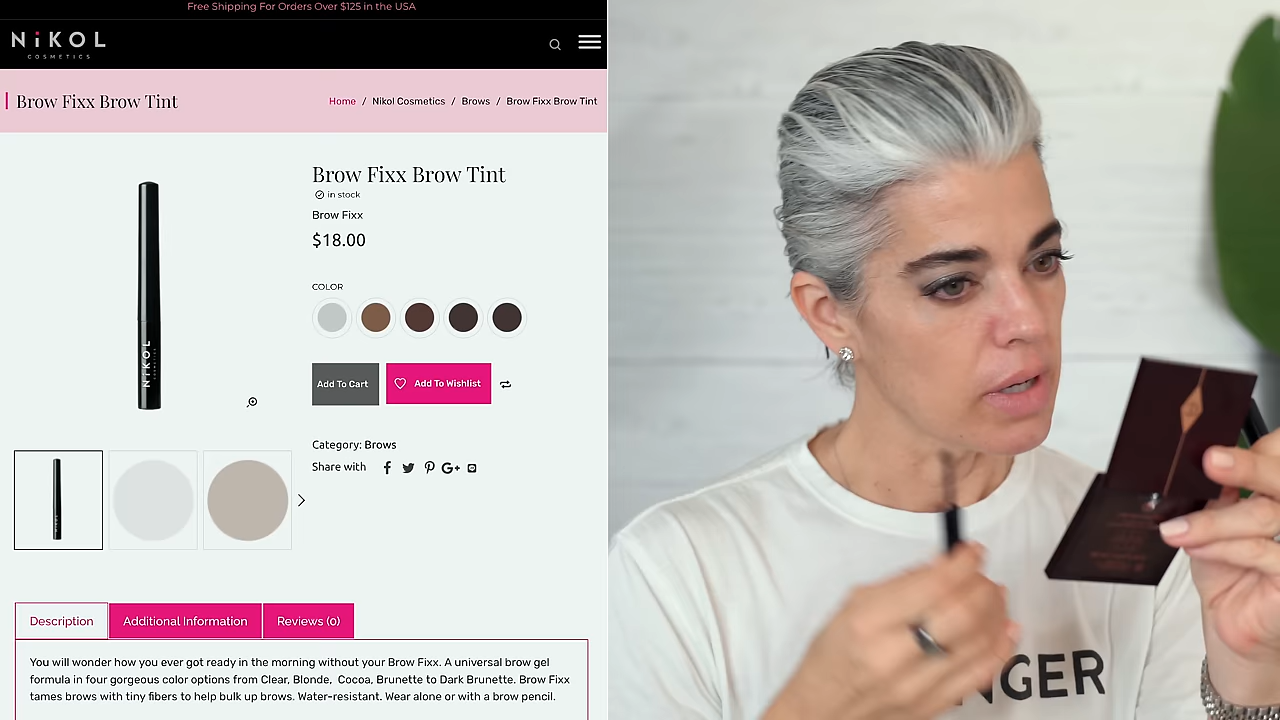 Free Shipping For Orders Over $125 in the USA
NiKOL
COSMETICS
Brow Fixx Brow Tint
Home / Nikol Cosmetics / Brows / Brow Fixx Brow Tint
Brow Fixx Brow Tint
in stock
Brow Fixx
$18.00
COLOR
Add To Cart
Add To Wishlist
NiKOL
Category: Brows
Share with
Description
Additional Information
Reviews (0)
You will wonder how you ever got ready in the morning without your Brow Fixx. A universal brow gel
formula in four gorgeous color options from Clear, Blonde, Cocoa, Brunette to Dark Brunette. Brow Fixx
tames brows with tiny fibers to help bulk up brows. Water-resistant. Wear alone or with a brow pencil.
NGER